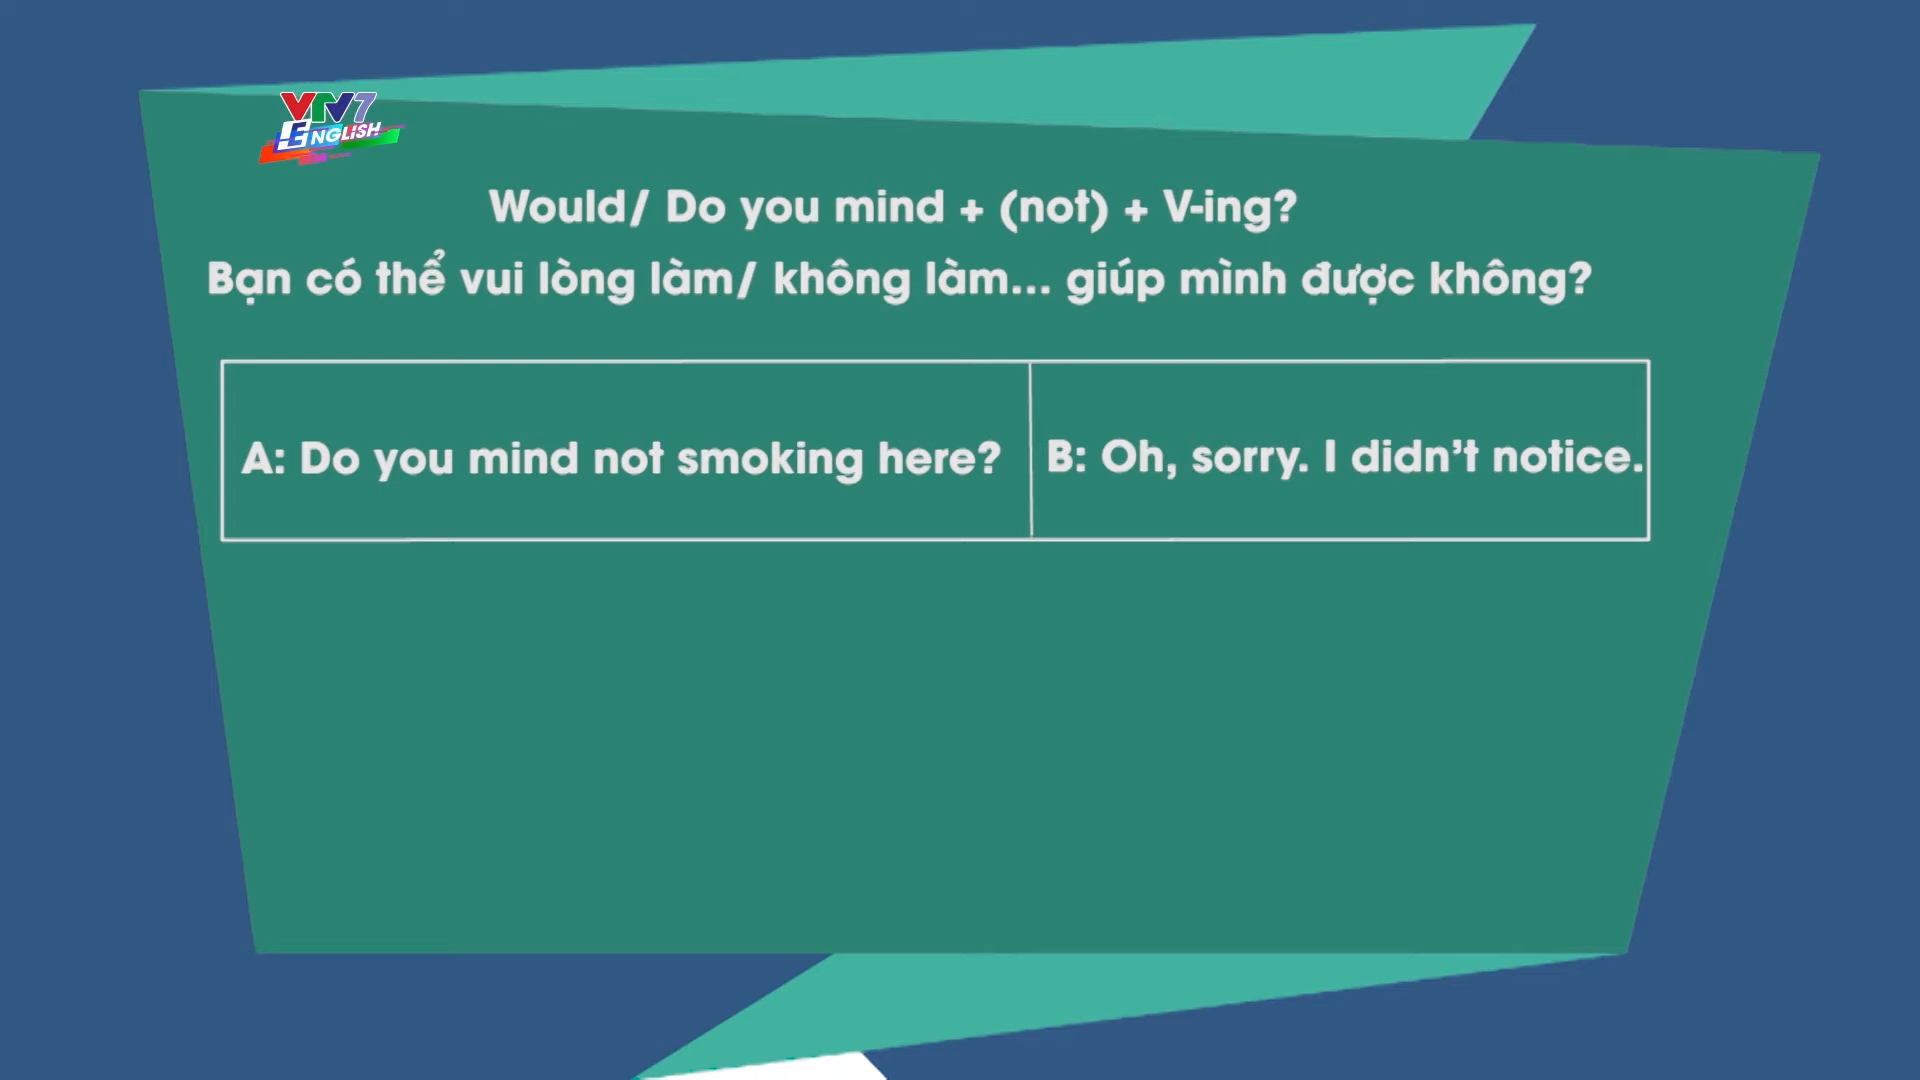 VTV7
ENGLISH
Would/ Do you mind + (not) + V-ing?
Bạn có thể vui lòng làm/ không làm... giúp mình được không?
A: Do you mind not smoking here?
B: Oh, sorry. I didn’t notice.